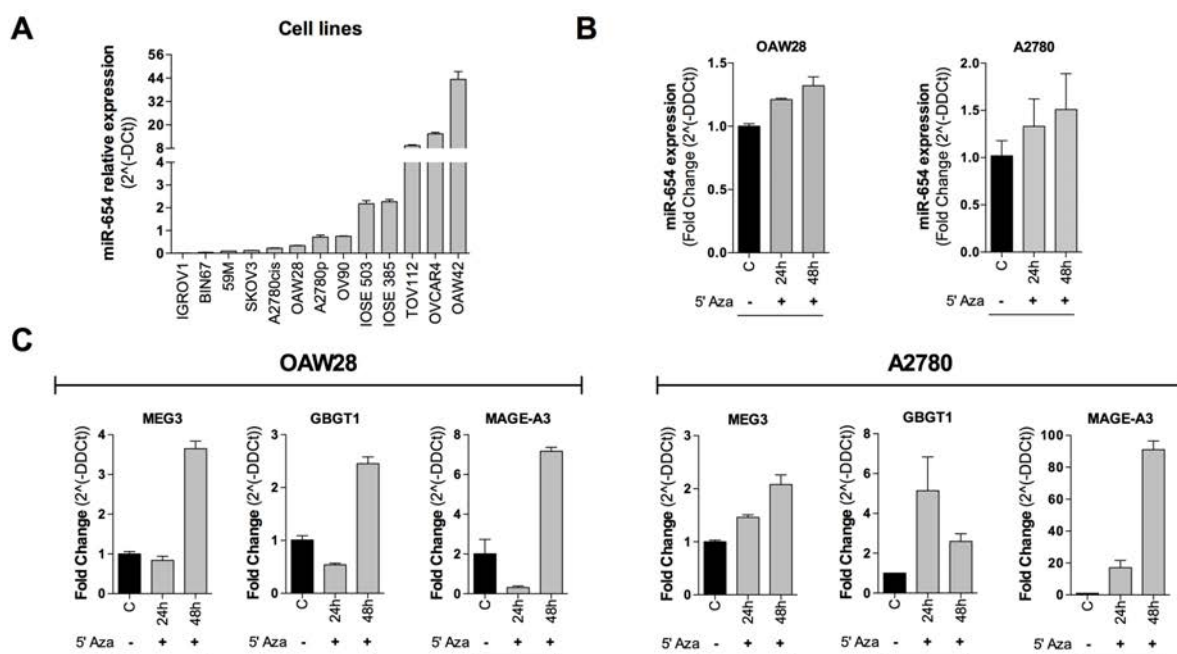 A
Cell lines
miR-654 relative expression
(2^(-DCt))
56
44
32
20
8
4
3
2
1
0
IGROV1
BIN67
59M
SKOV3
A2780cis
OAW28
A2780p
OV90
IOSE 503
IOSE 385
TOV112
OVCAR4
OAW42
B
OAW28
miR-654 expression
(Fold Change (2^(-DDCt))
1.5
1.0
0.5
0.0
C
24h
48h
5' Aza - + +
A2780
miR-654 expression
(Fold Change (2^(-DDCt))
2.0
1.5
1.0
0.5
0.0
C
24h
48h
5' Aza - + +
C
OAW28
MEG3
Fold Change (2^(-DDCt))
4
3
2
1
0
C
24h
48h
5' Aza - + +
GBGT1
Fold Change (2^(-DDCt))
3
2
1
0
C
24h
48h
5' Aza - + +
MAGE-A3
Fold Change (2^(-DDCt))
8
6
4
2
0
C
24h
48h
5' Aza - + +
A2780
MEG3
Fold Change (2^(-DDCt))
3
2
1
0
C
24h
48h
5' Aza - + +
GBGT1
Fold Change (2^(-DDCt))
8
6
4
2
0
C
24h
48h
5' Aza - + +
MAGE-A3
Fold Change (2^(-DDCt))
100
80
60
40
20
0
C
24h
48h
5' Aza - + +